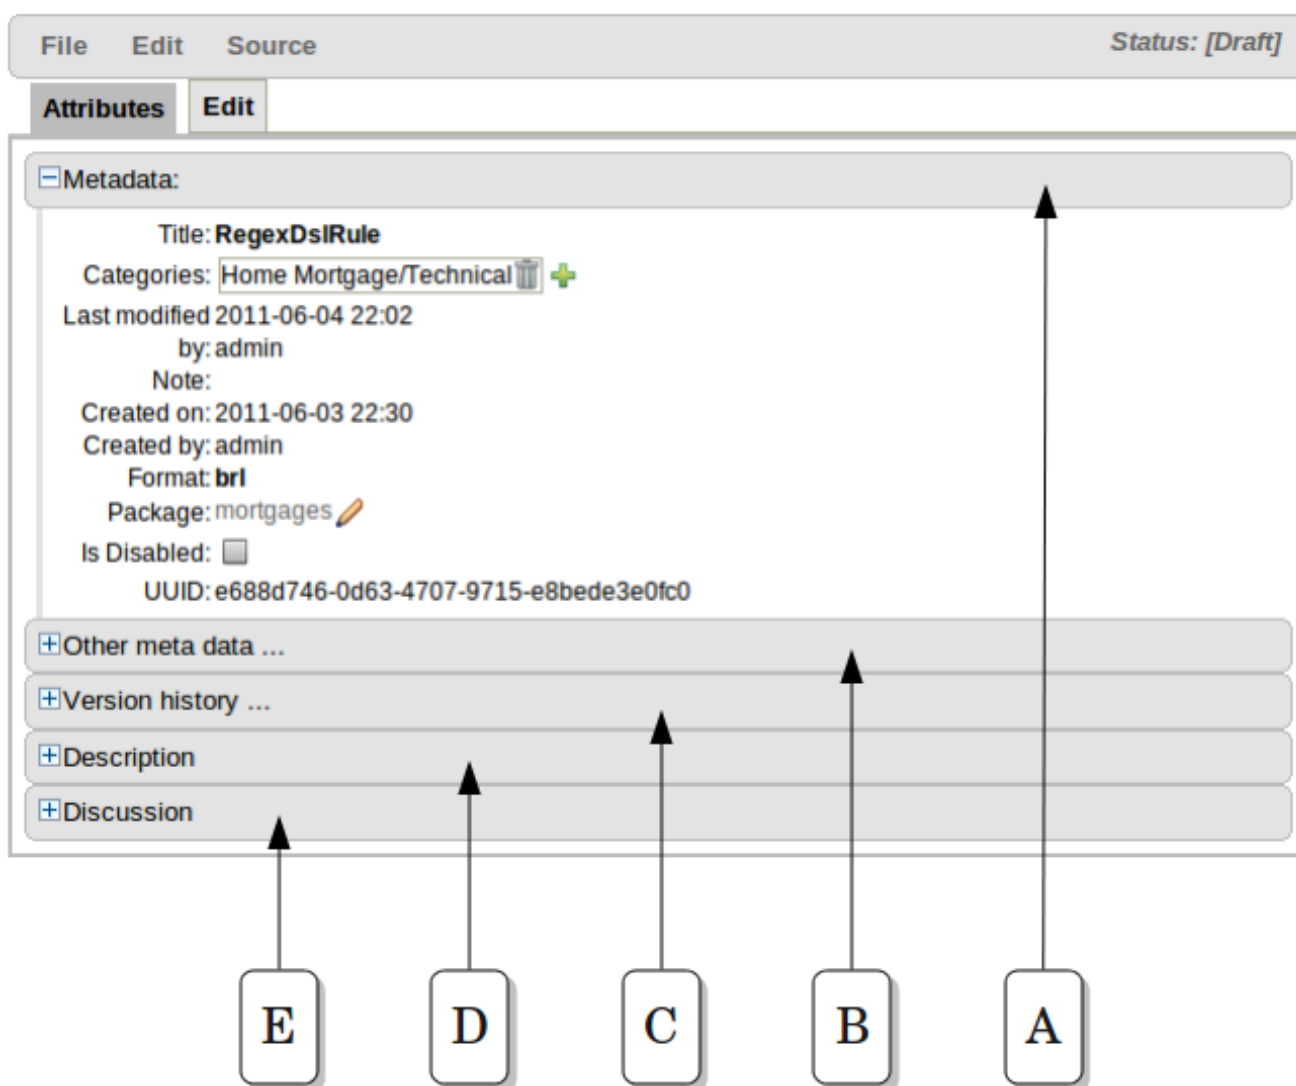 File Edit Source Status: [Draft]
Attributes Edit
Metadata:
Title: RegexDslRule
Categories: Home Mortgage/Technical
Last modified 2011-06-04 22:02
by: admin
Note:
Created on: 2011-06-03 22:30
Created by: admin
Format: brl
Package: mortgages
Is Disabled:
UUID: e688d746-0d63-4707-9715-e8bede3e0fc0
Other meta data ...
Version history ...
Description
Discussion
E D C B A